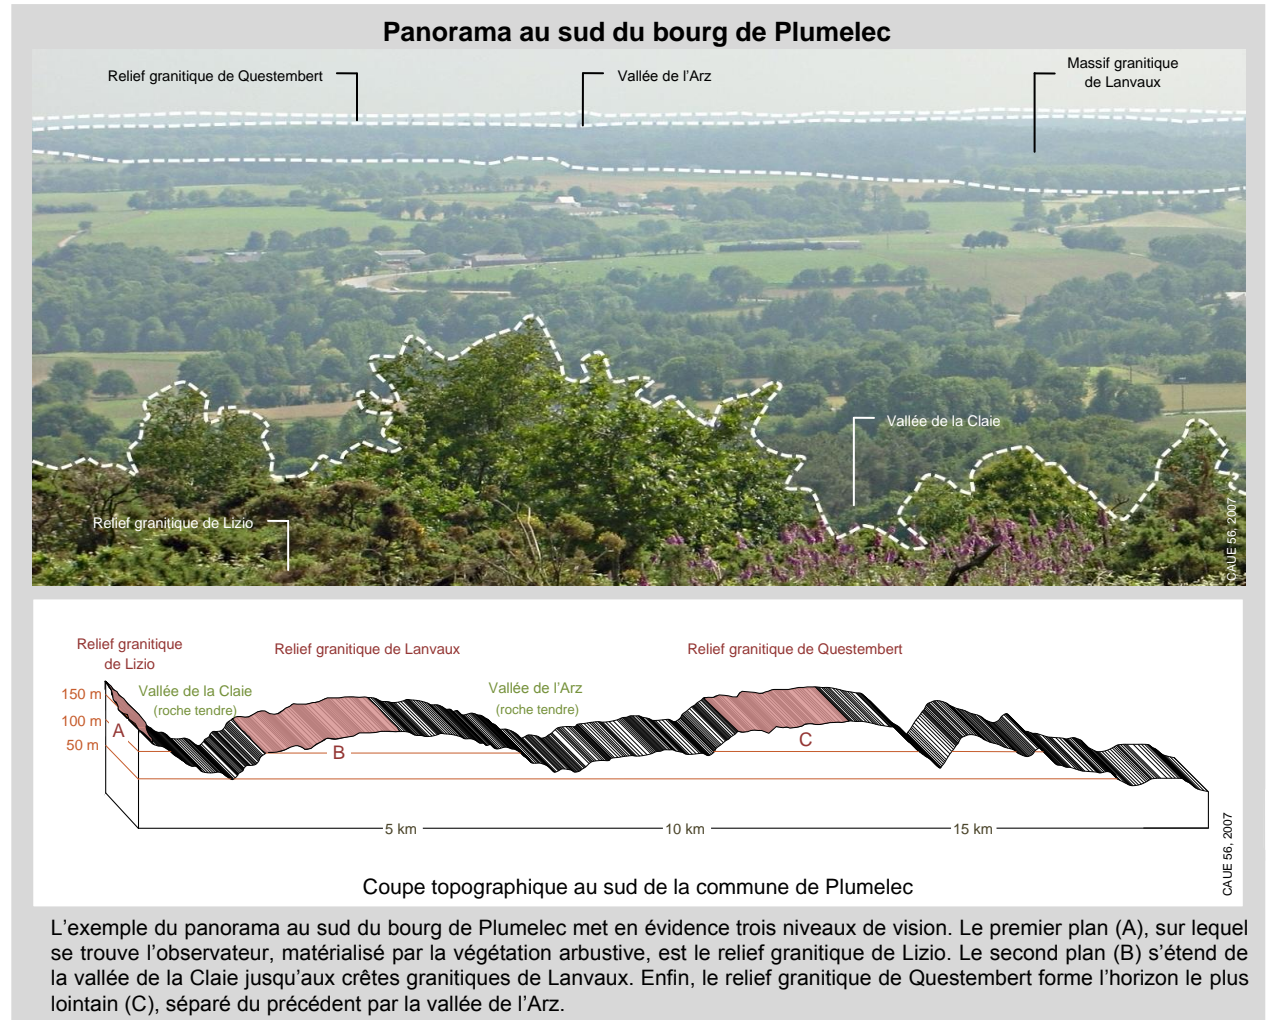 Panorama au sud du bourg de Plumelec
Relief granitique de Questembert
Vallée de l'Arz
Massif granitique
de Lanvaux
Vallée de la Claie
Relief granitique de Lizio
CAUE 56, 2007
Relief granitique
de Lizio
Relief granitique de Lanvaux
Relief granitique de Questembert
Vallée de la Claie
(roche tendre)
Vallée de l'Arz
(roche tendre)
150 m
100 m
50 m
A
B
C
5 km
10 km
15 km
CAUE 56, 2007
Coupe topographique au sud de la commune de Plumelec
L'exemple du panorama au sud du bourg de Plumelec met en évidence trois niveaux de vision. Le premier plan (A), sur lequel
se trouve l'observateur, matérialisé par la végétation arbustive, est le relief granitique de Lizio. Le second plan (B) s'étend de
la vallée de la Claie jusqu'aux crêtes granitiques de Lanvaux. Enfin, le relief granitique de Questembert forme l'horizon le plus
lointain (C), séparé du précédent par la vallée de l'Arz.